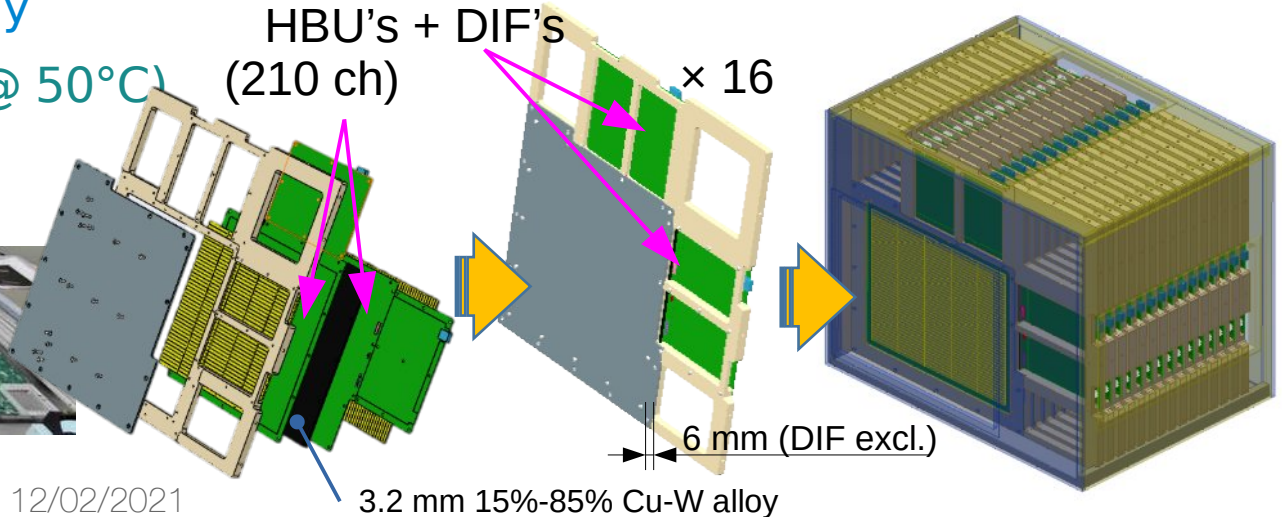 y
HBU's + DIF's
@ 50°C)
(210 ch)
× 16
6 mm (DIF excl.)
12/02/2021
3.2 mm 15%-85% Cu-W alloy